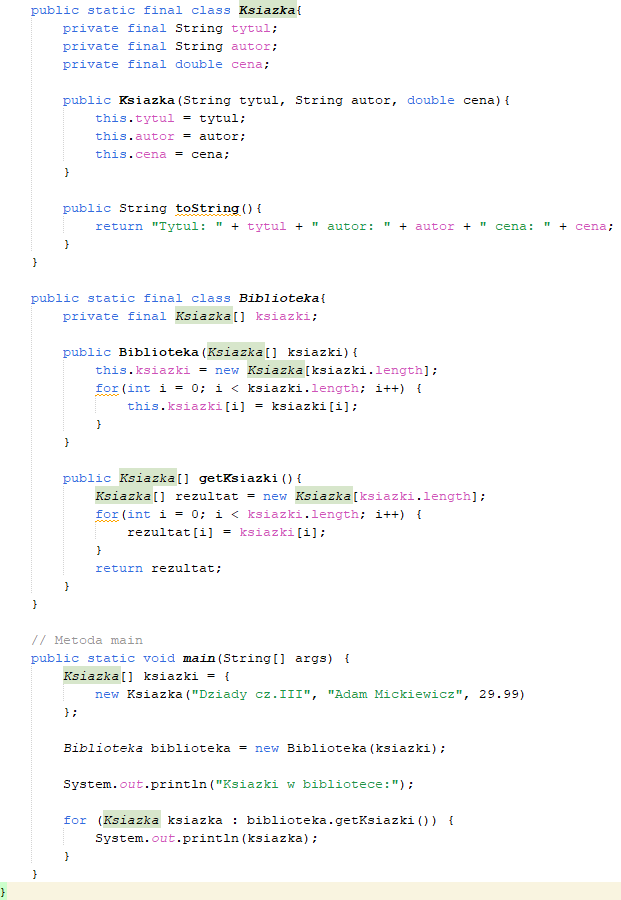 public static final class Ksiazka{
    private final String tytul;
    private final String autor;
    private final double cena;

    public Ksiazka(String tytul, String autor, double cena){
        this.tytul = tytul;
        this.autor = autor;
        this.cena = cena;
    }

    public String toString(){
        return "Tytul: " + tytul + " autor: " + autor + " cena: " + cena;
    }
}

public static final class Biblioteka{
    private final Ksiazka[] ksiazki;

    public Biblioteka(Ksiazka[] ksiazki){
        this.ksiazki = new Ksiazka[ksiazki.length];
        for(int i = 0; i < ksiazki.length; i++) {
            this.ksiazki[i] = ksiazki[i];
        }
    }

    public Ksiazka[] getKsiazki(){
        Ksiazka[] rezultat = new Ksiazka[ksiazki.length];
        for(int i = 0; i < ksiazki.length; i++) {
            rezultat[i] = ksiazki[i];
        }
        return rezultat;
    }
}

// Metoda main
public static void main(String[] args) {
    Ksiazka[] ksiazki = {
        new Ksiazka("Dziady cz.III", "Adam Mickiewicz", 29.99)
    };

    Biblioteka biblioteka = new Biblioteka(ksiazki);

    System.out.println("Ksiazki w bibliotece:");

    for (Ksiazka ksiazka : biblioteka.getKsiazki()) {
        System.out.println(ksiazka);
    }
}
}